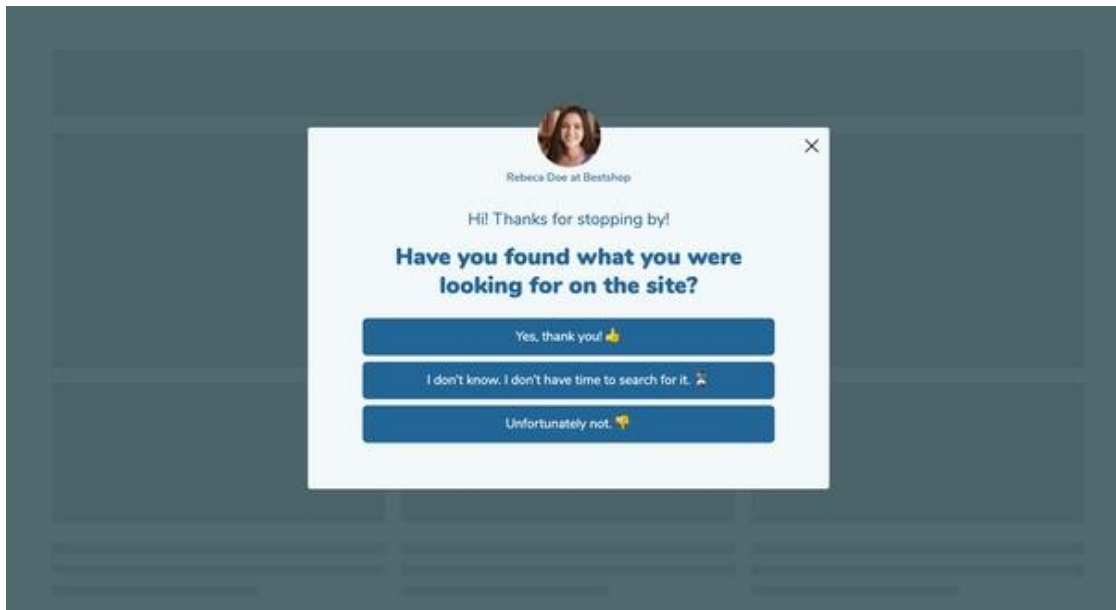 Rebeca Doe at Bestshop
Hi! Thanks for stopping by!
Have you found what you were
looking for on the site?
Yes, thank you! 👍
I don't know. I don't have time to search for it. ⏳
Unfortunately not. 👎